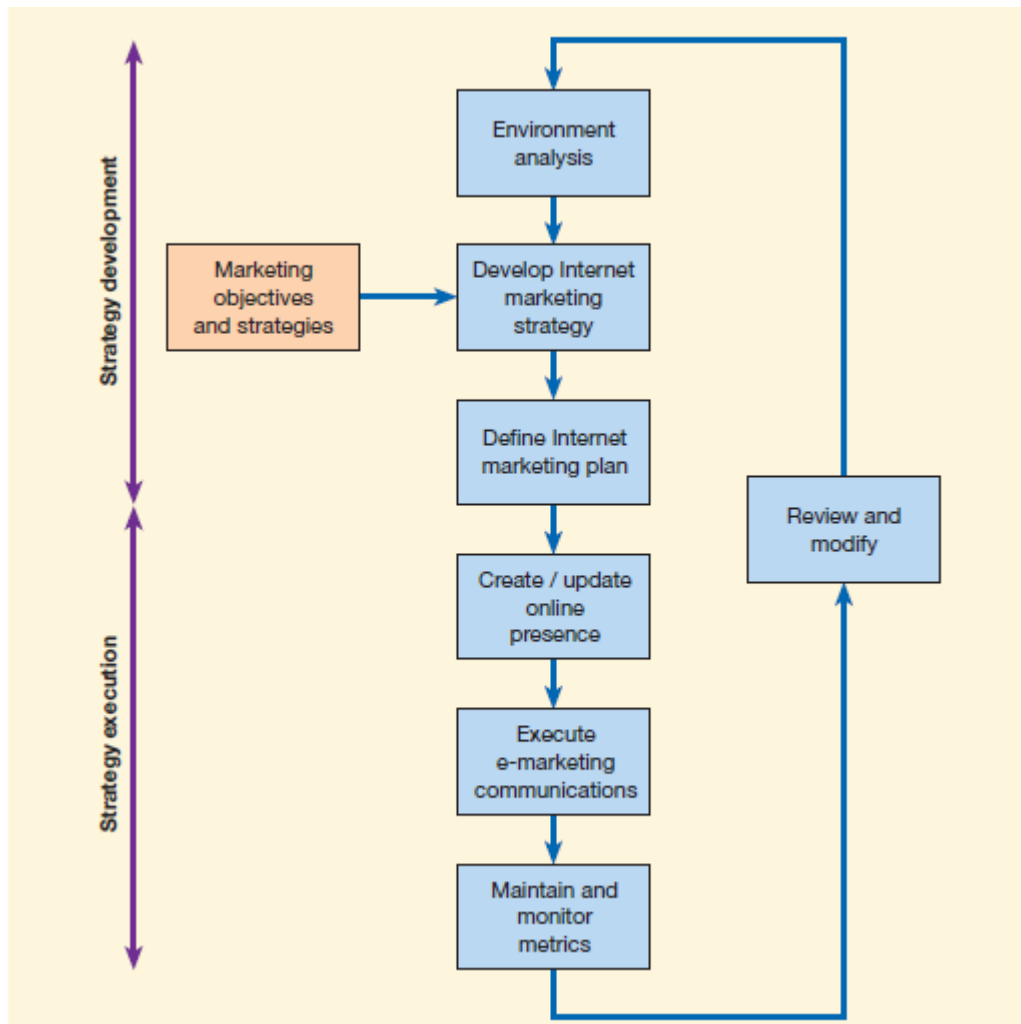 Environment
analysis
Strategy development
Marketing
objectives
and strategies
Develop Internet
marketing
strategy
Define Internet
marketing plan
Review and
modify
Create / update
online
presence
Strategy execution
Execute
e-marketing
communications
Maintain and
monitor
metrics